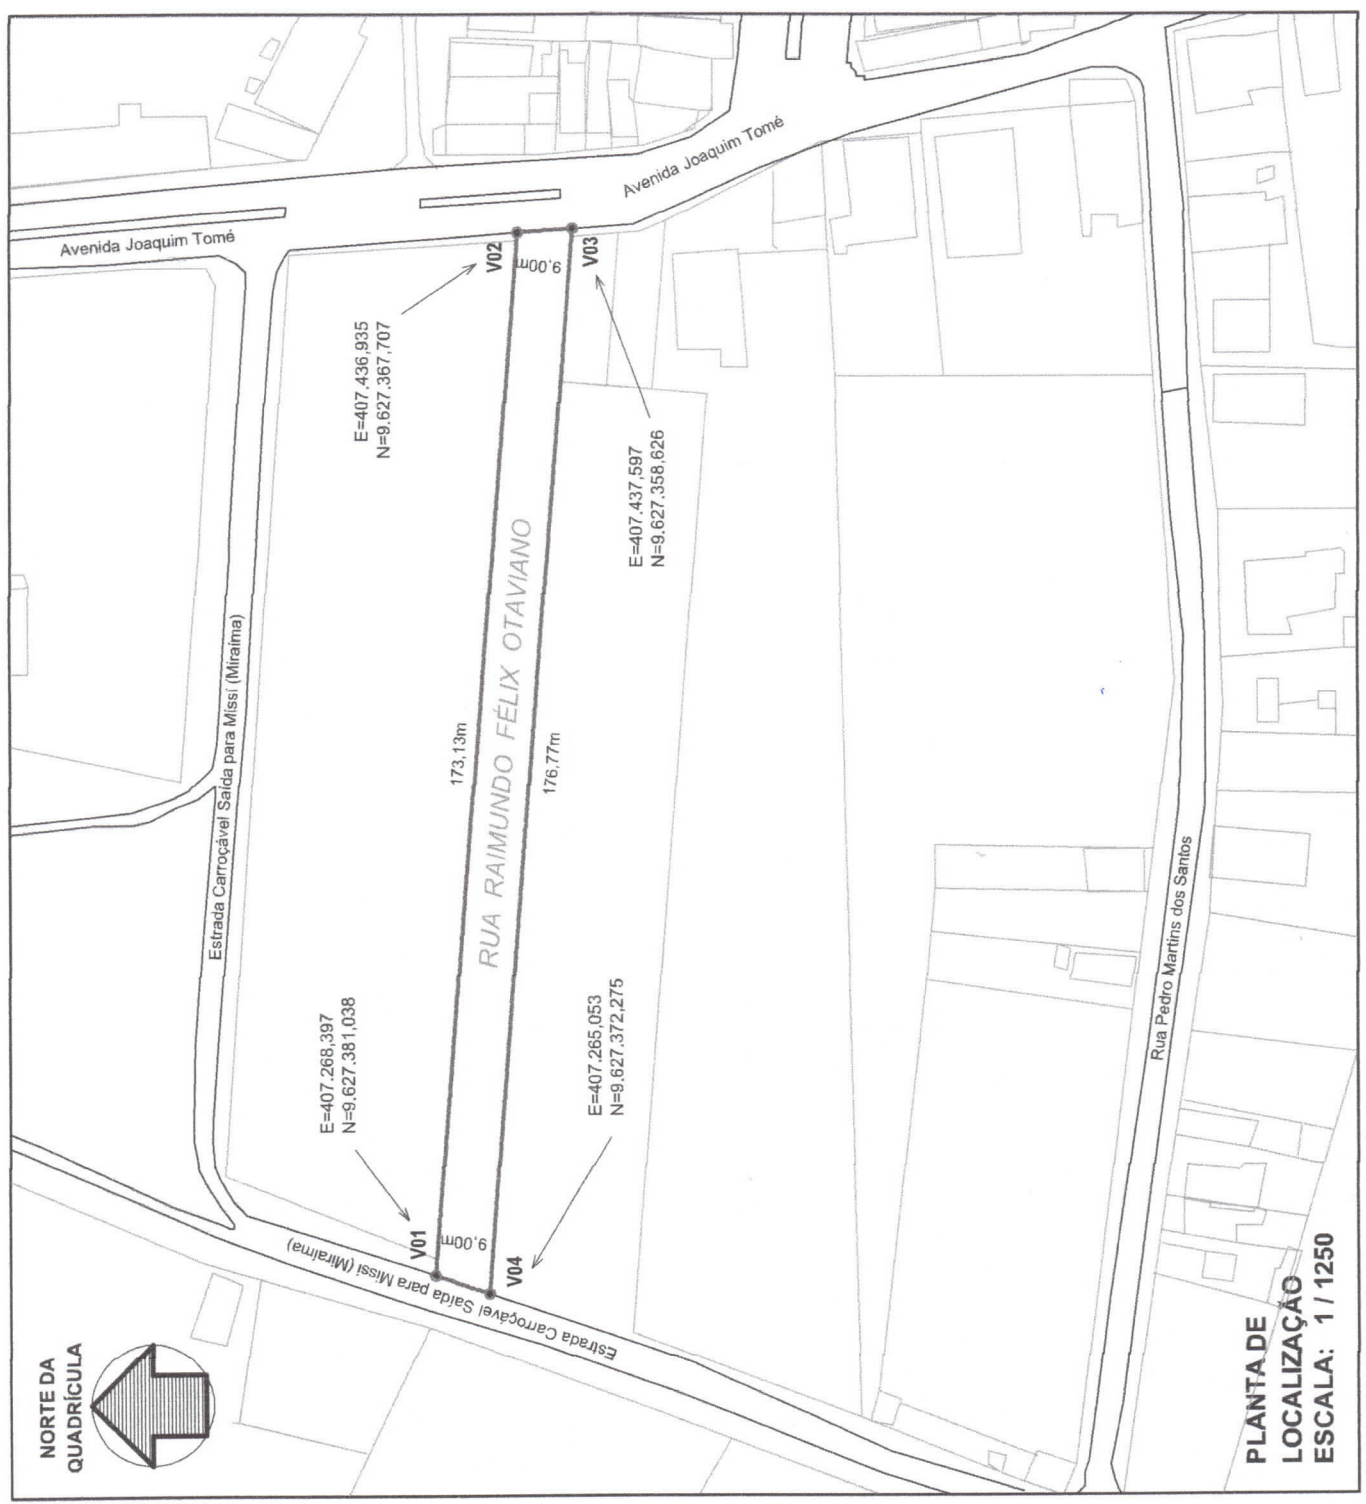 NORTE DA
QUADRÍCULA
Avenida Joaquim Tomé
Avenida Joaquim Tomé
Estrada Carroçável Saída para Missí (Miraíma)
Estrada Carroçável Saída para Missí (Miraíma)
V01
E=407.268,397
N=9.627.381,038
V02
E=407.436,935
N=9.627.367,707
V03
E=407.437,597
N=9.627.358,626
V04
E=407.265,053
N=9.627.372,275
9,00m
9,00m
173,13m
RUA RAIMUNDO FÉLIX OTAVIANO
176,77m
Rua Pedro Martins dos Santos
PLANTA DE
LOCALIZAÇÃO
ESCALA: 1 / 1250